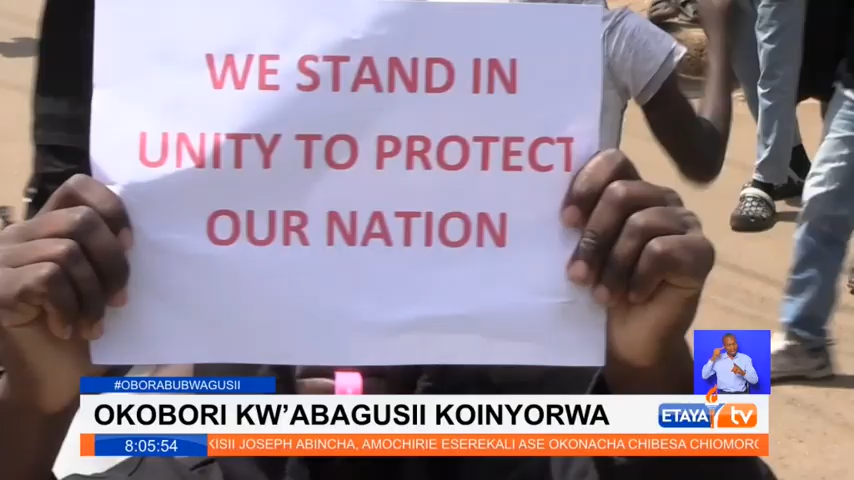 WE STAND IN
UNITY TO PROTECT
OUR NATION
#OBORABUBWAGUSII
OKOBORI KW'ABAGUSII KOINYORWA
ETAYA tv
8:05:54
KISII JOSEPH ABINCHA, AMOCHIRIE ESEREKALI ASE OKONACHA CHIBESA CHIOMORO